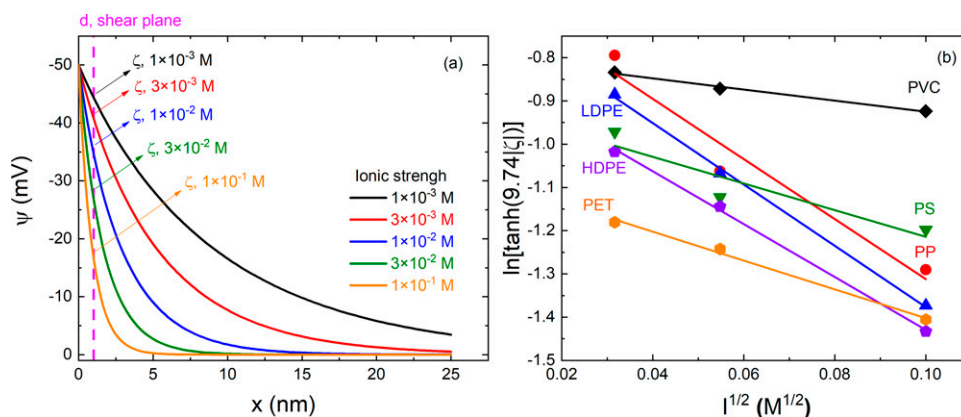 d, shear plane
(a)
ζ, 1×10⁻³ M
ζ, 3×10⁻³ M
ζ, 1×10⁻² M
ζ, 3×10⁻² M
ζ, 1×10⁻¹ M
Ionic strengh
1×10⁻³ M
3×10⁻³ M
1×10⁻² M
3×10⁻² M
1×10⁻¹ M
ψ (mV)
-50
-40
-30
-20
-10
0
0 5 10 15 20 25
x (nm)
(b)
PVC
LDPE
HDPE
PET
PS
PP
ln[tanh(9.74|ζ|)]
-0.8
-0.9
-1.0
-1.1
-1.2
-1.3
-1.4
-1.5
0.02 0.04 0.06 0.08 0.10
I¹ᐟ² (M¹ᐟ²)